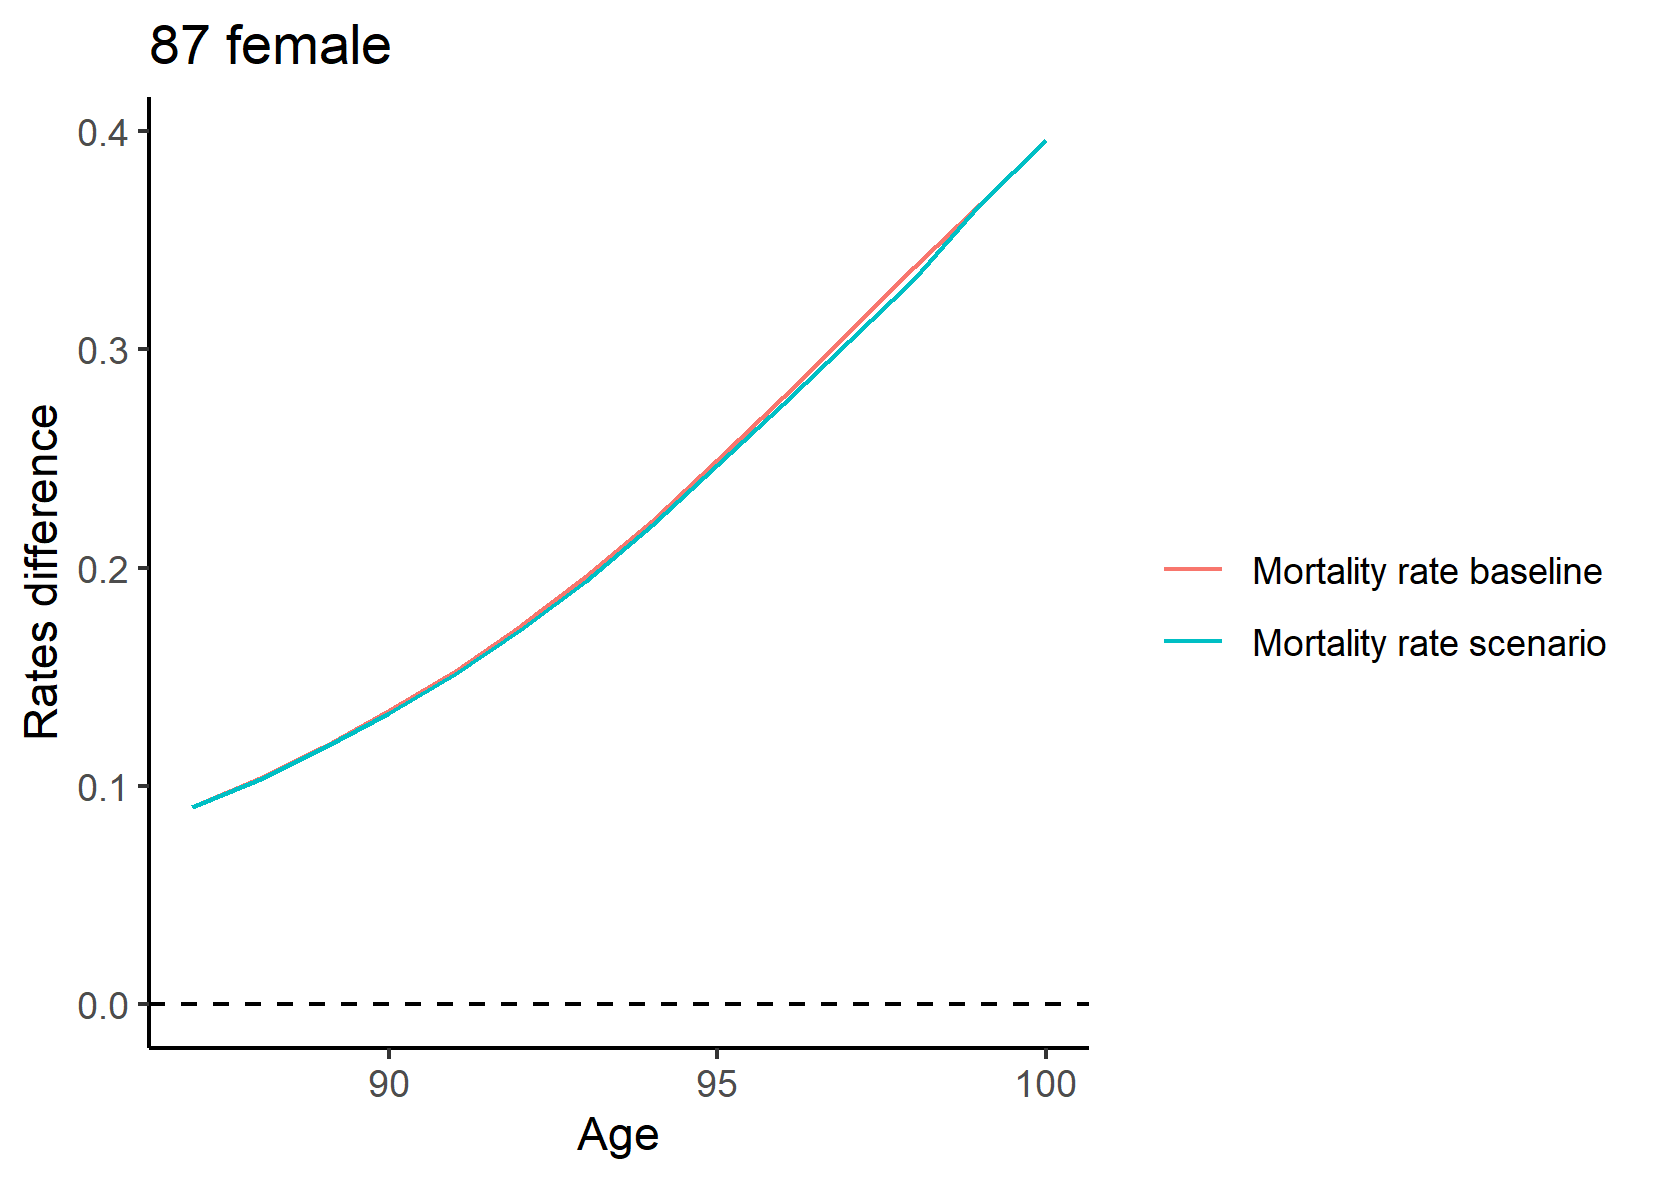 87 female
0.4
0.3
0.2
0.1
0.0
Rates difference
90
95
100
Age
Mortality rate baseline
Mortality rate scenario